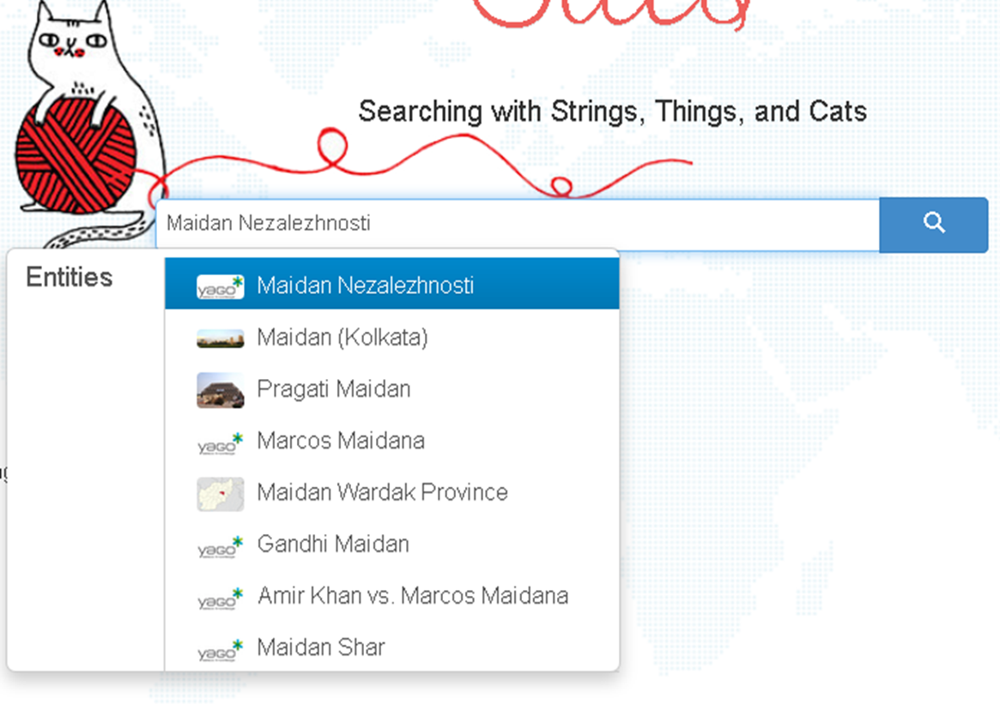 Searching with Strings, Things, and Cats
Maidan Nezalezhnosti
Entities
yago Maidan Nezalezhnosti
Maidan (Kolkata)
Pragati Maidan
yago Marcos Maidana
Maidan Wardak Province
yago Gandhi Maidan
yago Amir Khan vs. Marcos Maidana
yago Maidan Shar